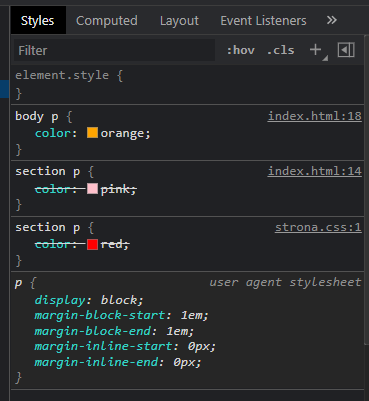 Styles Computed Layout Event Listeners »
Filter :hov .cls +
element.style {
}
body p { index.html:18
color: orange;
}
section p { index.html:14
color: pink;
}
section p { strona.css:1
color: red;
}
p { user agent stylesheet
display: block;
margin-block-start: 1em;
margin-block-end: 1em;
margin-inline-start: 0px;
margin-inline-end: 0px;
}